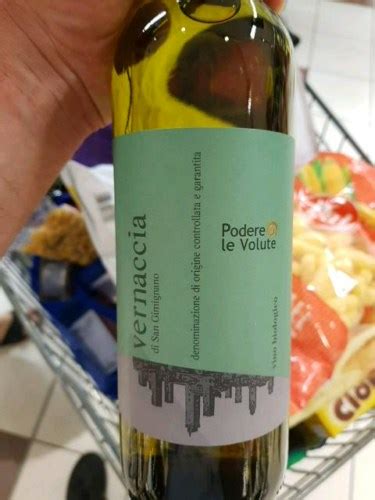 vernaccia
di San Gimignano
denominazione di origine controllata e garantita
Podere
le Volute
vino biologico